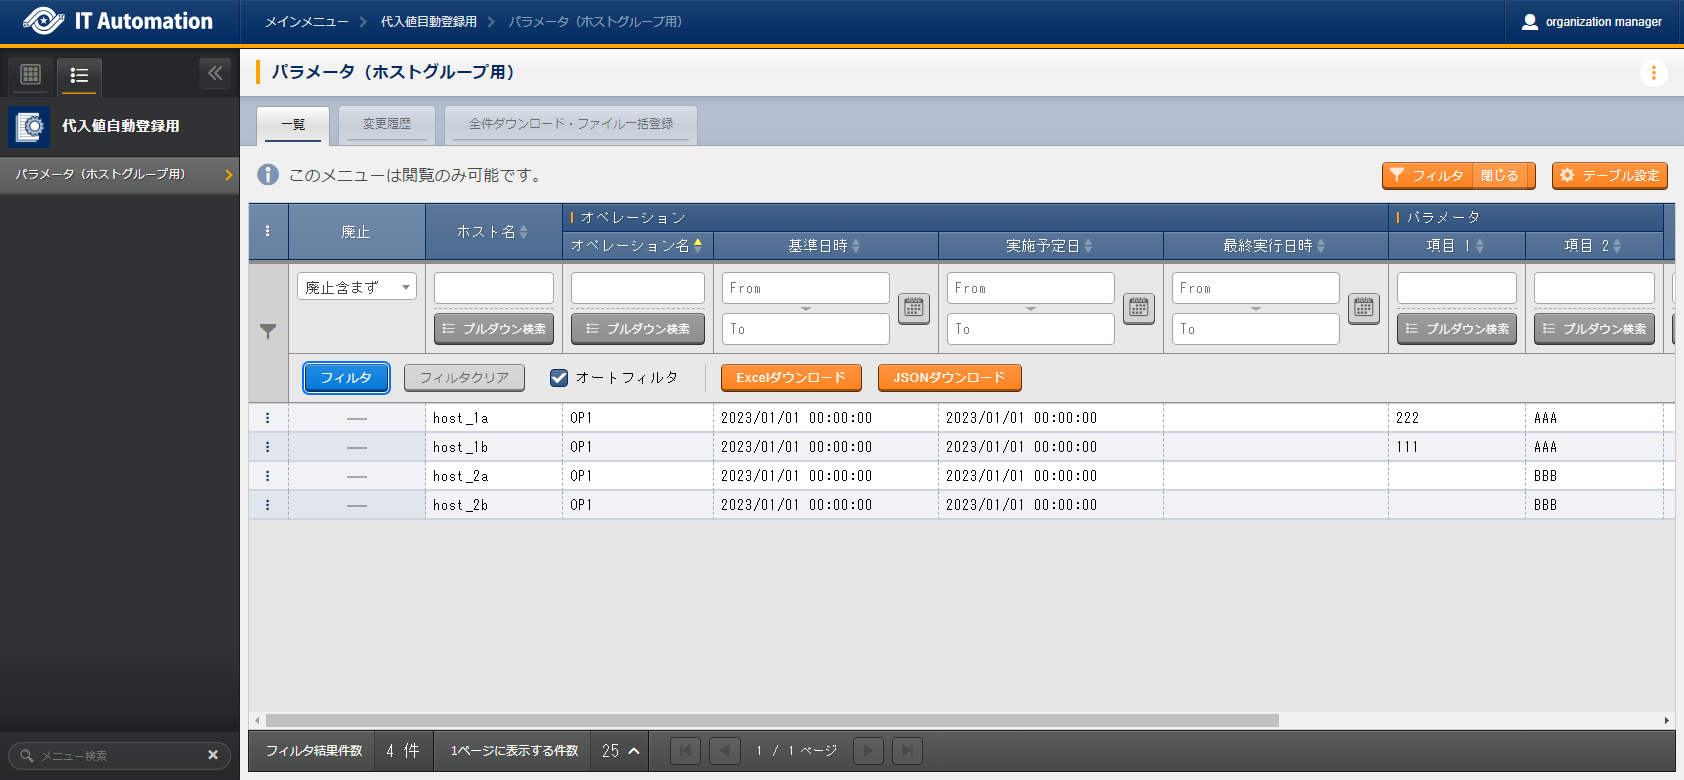 IT Automation
メインメニュー
代入値自動登録用
パラメータ（ホストグループ用）
organization manager
代入値自動登録用
パラメータ（ホストグループ用）
パラメータ（ホストグループ用）
一覧
変更履歴
全件ダウンロード・ファイル一括登録
このメニューは閲覧のみ可能です。
フィルタ 閉じる
テーブル設定
オペレーション
パラメータ
廃止
ホスト名
オペレーション名
基準日時
実施予定日
最終実行日時
項目 1
項目 2
廃止含まず
From
From
From
プルダウン検索
プルダウン検索
To
To
To
プルダウン検索
プルダウン検索
フィルタ
フィルタクリア
オートフィルタ
Excelダウンロード
JSONダウンロード
host_1a OP1 2023/01/01 00:00:00 2023/01/01 00:00:00 222 AAA
host_1b OP1 2023/01/01 00:00:00 2023/01/01 00:00:00 111 AAA
host_2a OP1 2023/01/01 00:00:00 2023/01/01 00:00:00 BBB
host_2b OP1 2023/01/01 00:00:00 2023/01/01 00:00:00 BBB
メニュー検索
フィルタ結果件数 4 件
1ページに表示する件数 25
1 / 1 ページ